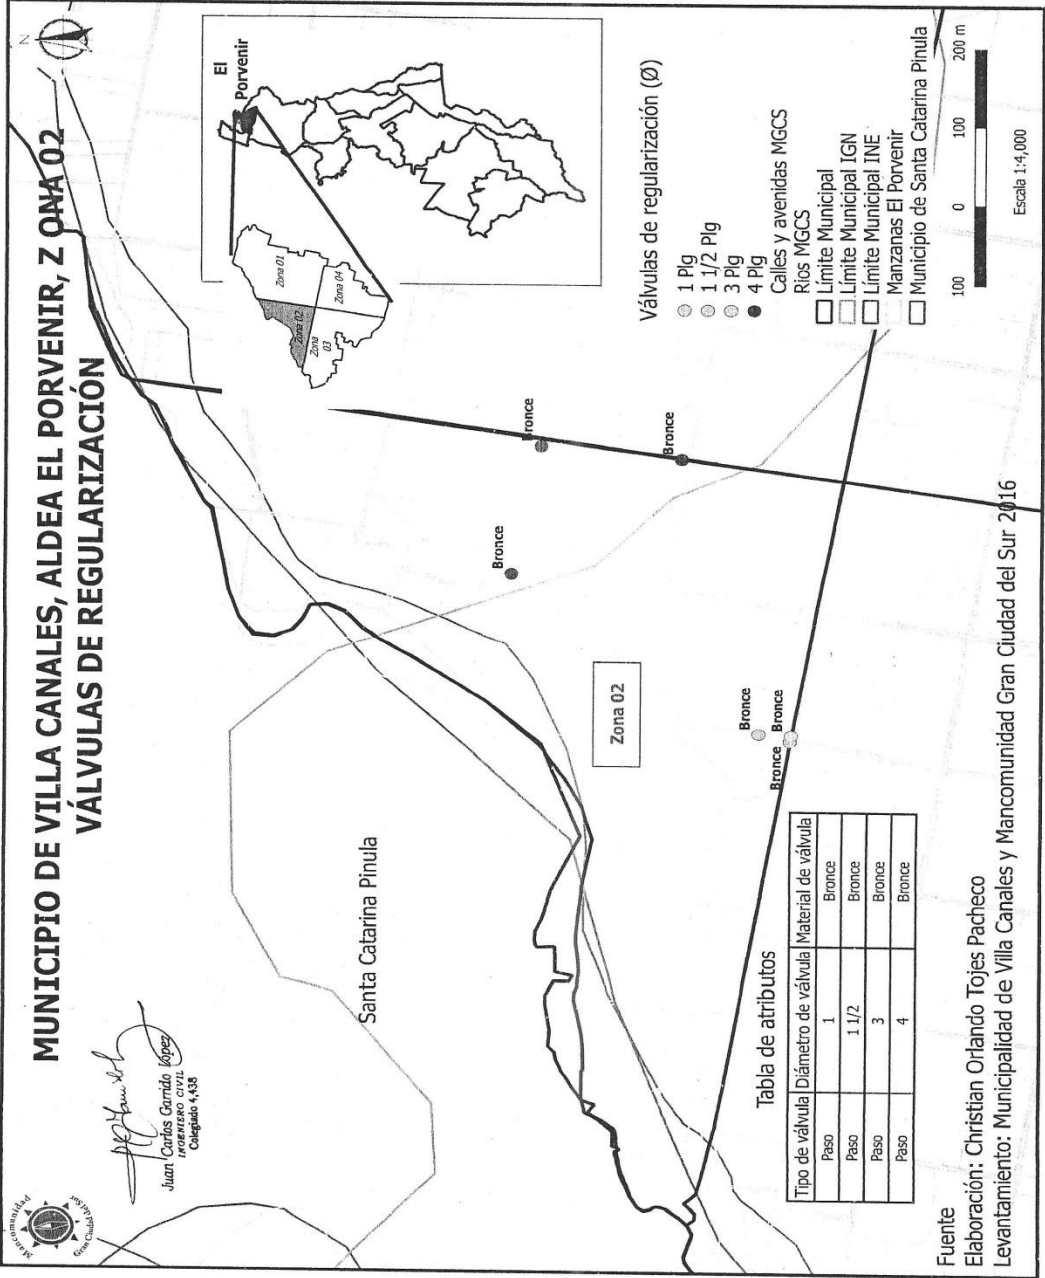 MUNICIPIO DE VILLA CANALES, ALDEA EL PORVENIR, Z ONA 02
VÁLVULAS DE REGULARIZACIÓN
N
Mancomunidad
Gran Ciudad del Sur
Juan Carlos Garrido López
INGENIERO CIVIL
Colegiado 4,438
El
Porvenir
Zona 01
Zona 02
Zona
03
Zona 04
Santa Catarina Pinula
Zona 02
Bronce
Bronce
Bronce
Bronce
Bronce
Bronce
Válvulas de regularización (Ø)
1 Plg
1 1/2 Plg
3 Plg
4 Plg
Calles y avenidas MGCS
Ríos MGCS
Límite Municipal
Límite Municipal IGN
Límite Municipal INE
Manzanas El Porvenir
Municipio de Santa Catarina Pinula
100 0 100 200 m
Escala 1:4,000
Tabla de atributos
Tipo de válvula Diámetro de válvula Material de válvula
Paso 1 Bronce
Paso 1 1/2 Bronce
Paso 3 Bronce
Paso 4 Bronce
Fuente
Elaboración: Christian Orlando Tojes Pacheco
Levantamiento: Municipalidad de Villa Canales y Mancomunidad Gran Ciudad del Sur 2016